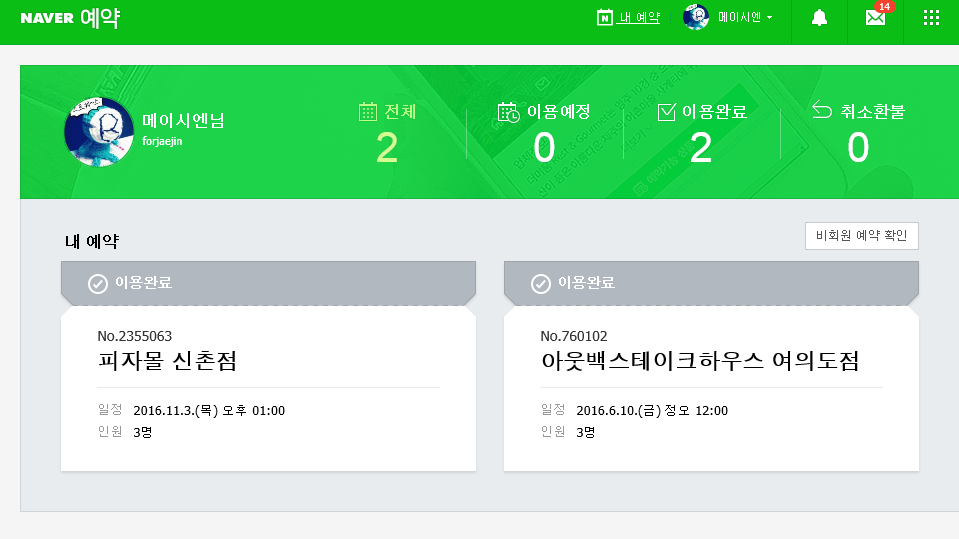 NAVER 예약
내 예약
메이시엔
14
메이시엔님
forjaejin
전체
2
이용예정
0
이용완료
2
취소환불
0
내 예약
비회원 예약 확인
이용완료
No.2355063
피자몰 신촌점
일정 2016.11.3.(목) 오후 01:00
인원 3명
이용완료
No.760102
아웃백스테이크하우스 여의도점
일정 2016.6.10.(금) 정오 12:00
인원 3명